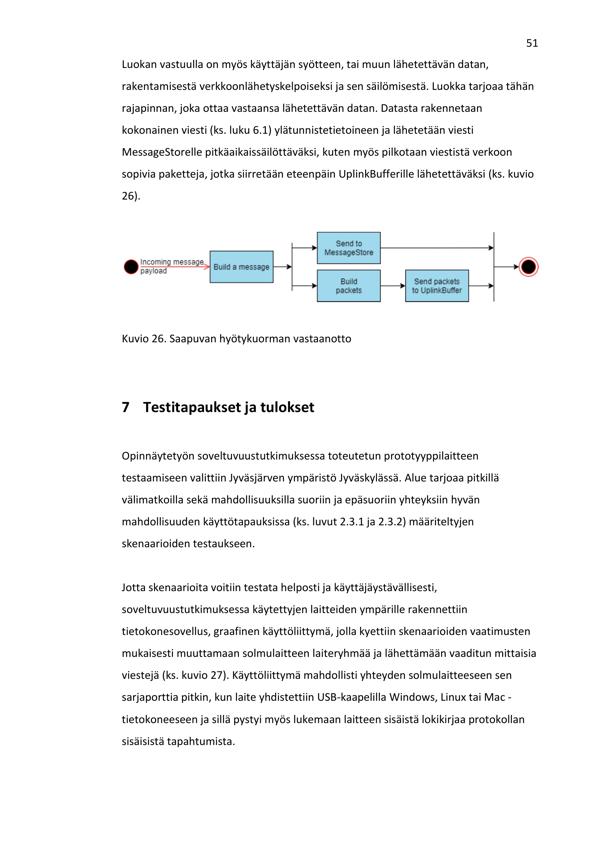 51
Luokan vastuulla on myös käyttäjän syötteen, tai muun lähetettävän datan,
rakentamisesta verkkoonlähetyskelpoiseksi ja sen säilömisestä. Luokka tarjoaa tähän
rajapinnan, joka ottaa vastaansa lähetettävän datan. Datasta rakennetaan
kokonainen viesti (ks. luku 6.1) ylätunnistetietoineen ja lähetetään viesti
MessageStorelle pitkäaikaissäilöttäväksi, kuten myös pilkotaan viestistä verkoon
sopivia paketteja, jotka siirretään eteenpäin UplinkBufferille lähetettäväksi (ks. kuvio
26).
Incoming message
payload
Build a message
Send to
MessageStore
Build
packets
Send packets
to UplinkBuffer
Kuvio 26. Saapuvan hyötykuorman vastaanotto
7 Testitapaukset ja tulokset
Opinnäytetyön soveltuvuustutkimuksessa toteutetun prototyyppilaitteen
testaamiseen valittiin Jyväsjärven ympäristö Jyväskylässä. Alue tarjoaa pitkillä
välimatkoilla sekä mahdollisuuksilla suoriin ja epäsuoriin yhteyksiin hyvän
mahdollisuuden käyttötapauksissa (ks. luvut 2.3.1 ja 2.3.2) määriteltyjen
skenaarioiden testaukseen.
Jotta skenaarioita voitiin testata helposti ja käyttäjäystävällisesti,
soveltuvuustutkimuksessa käytettyjen laitteiden ympärille rakennettiin
tietokonesovellus, graafinen käyttöliittymä, jolla kyettiin skenaarioiden vaatimusten
mukaisesti muuttamaan solmulaitteen laiteryhmää ja lähettämään vaaditun mittaisia
viestejä (ks. kuvio 27). Käyttöliittymä mahdollisti yhteyden solmulaitteeseen sen
sarjaporttia pitkin, kun laite yhdistettiin USB-kaapelilla Windows, Linux tai Mac -
tietokoneeseen ja sillä pystyi myös lukemaan laitteen sisäistä lokikirjaa protokollan
sisäisistä tapahtumista.